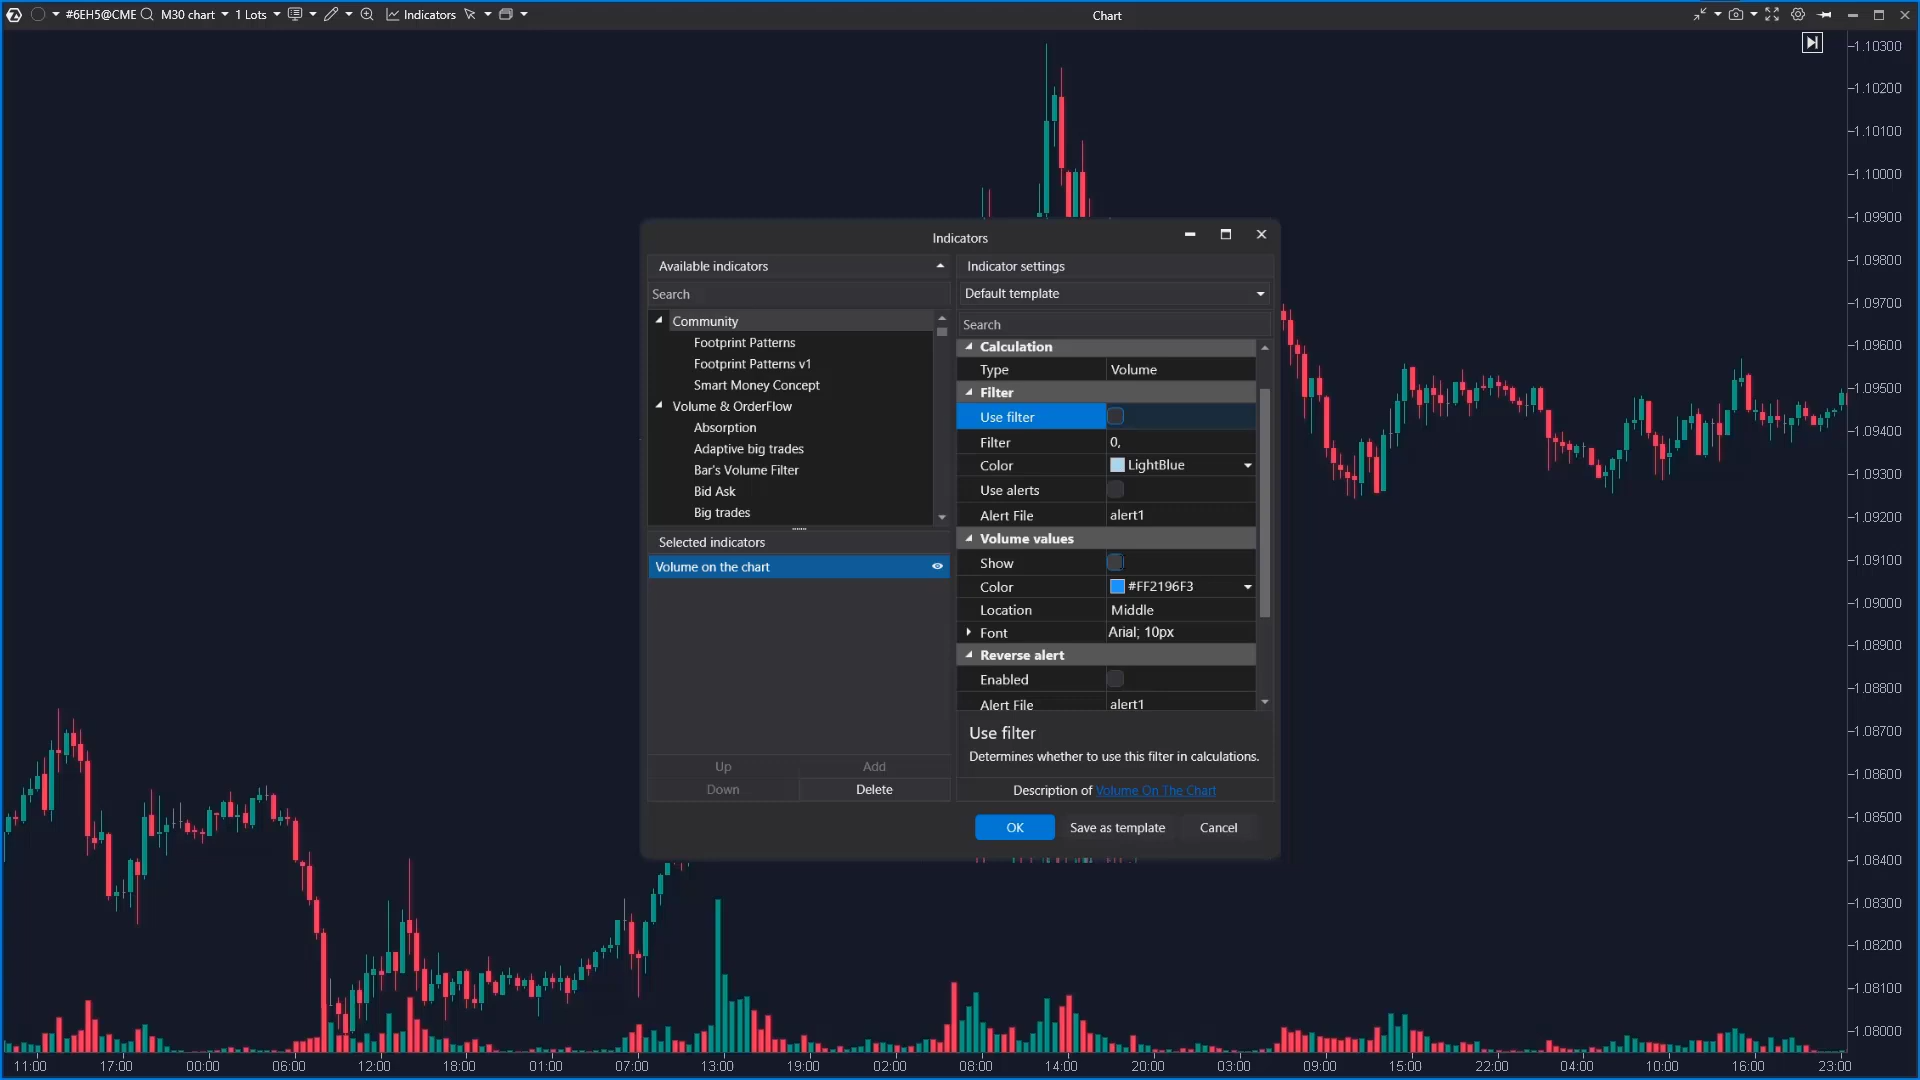 #6EH5@CME M30 chart 1 Lots Indicators Chart
Indicators
Available indicators
Search
Community
Footprint Patterns
Footprint Patterns v1
Smart Money Concept
Volume & OrderFlow
Absorption
Adaptive big trades
Bar's Volume Filter
Bid Ask
Big trades
Selected indicators
Volume on the chart
Up Add
Down Delete
Indicator settings
Default template
Search
Calculation
Type Volume
Filter
Use filter
Filter 0,
Color LightBlue
Use alerts
Alert File alert1
Volume values
Show
Color #FF2196F3
Location Middle
Font Arial; 10px
Reverse alert
Enabled
Alert File alert1
Use filter
Determines whether to use this filter in calculations.
Description of Volume On The Chart
OK Save as template Cancel
1.10300
1.10200
1.10100
1.10000
1.09900
1.09800
1.09700
1.09600
1.09500
1.09400
1.09300
1.09200
1.09100
1.09000
1.08900
1.08800
1.08700
1.08600
1.08500
1.08400
1.08300
1.08200
1.08100
1.08000
11:00 17:00 00:00 06:00 12:00 18:00 01:00 07:00 13:00 19:00 02:00 08:00 14:00 20:00 03:00 09:00 15:00 22:00 04:00 10:00 16:00 23:00